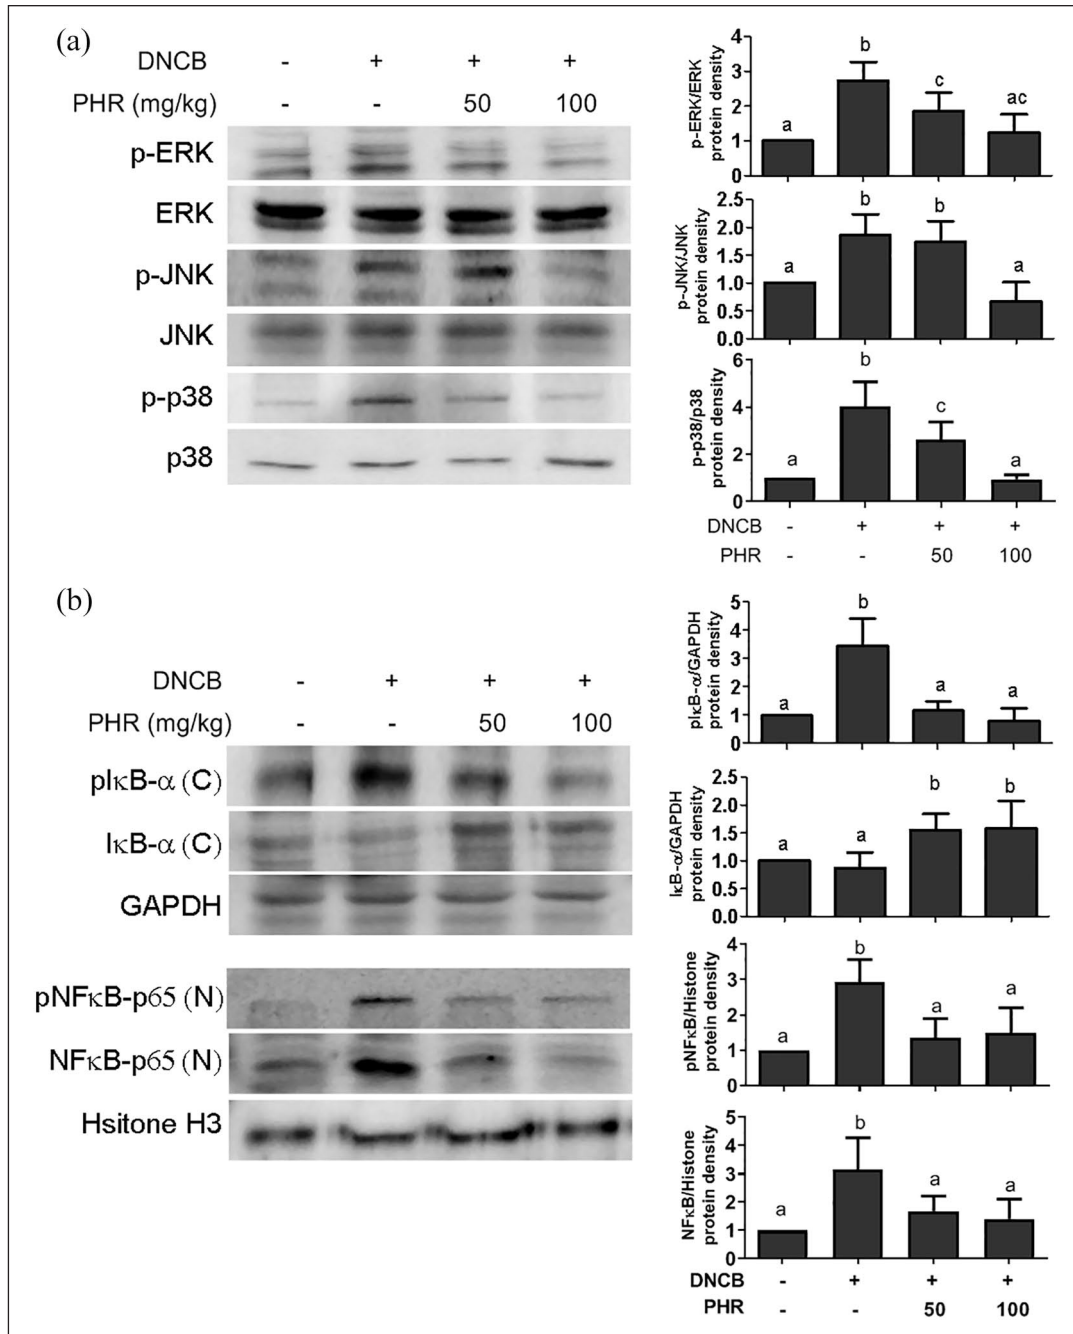 (a)
DNCB - + + +
PHR (mg/kg) - - 50 100
p-ERK
ERK
p-JNK
JNK
p-p38
p38
p-ERK/ERK
protein density
4
3
2
1
0
a b c ac
p-JNK/JNK
protein density
2.5
2.0
1.5
1.0
0.5
0.0
a b b a
p-p38/p38
protein density
6
4
2
0
a b c a
DNCB - + + +
PHR - - 50 100
(b)
DNCB - + + +
PHR (mg/kg) - - 50 100
pIκB-α (C)
IκB-α (C)
GAPDH
pNFκB-p65 (N)
NFκB-p65 (N)
Hsitone H3
pIκB-α/GAPDH
protein density
5
4
3
2
1
0
a b a a
IκB-α/GAPDH
protein density
2.5
2.0
1.5
1.0
0.5
0.0
a a b b
pNFκB/Histone
protein density
4
3
2
1
0
a b a a
NFκB/Histone
protein density
5
4
3
2
1
0
a b a a
DNCB - + + +
PHR - - 50 100